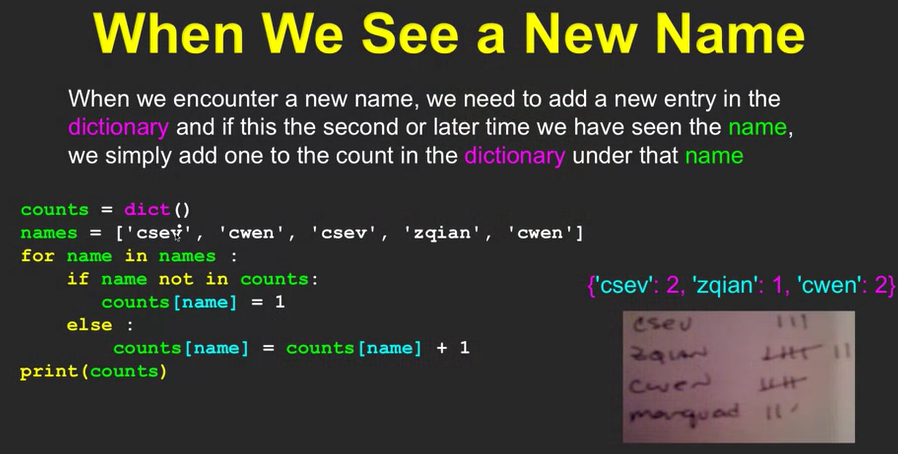 When We See a New Name
When we encounter a new name, we need to add a new entry in the
dictionary and if this the second or later time we have seen the name,
we simply add one to the count in the dictionary under that name
counts = dict()
names = ['csev', 'cwen', 'csev', 'zqian', 'cwen']
for name in names :
    if name not in counts:
       counts[name] = 1
    else :
        counts[name] = counts[name] + 1
print(counts)
{'csev': 2, 'zqian': 1, 'cwen': 2}
csev
zqian
cwen
marquad